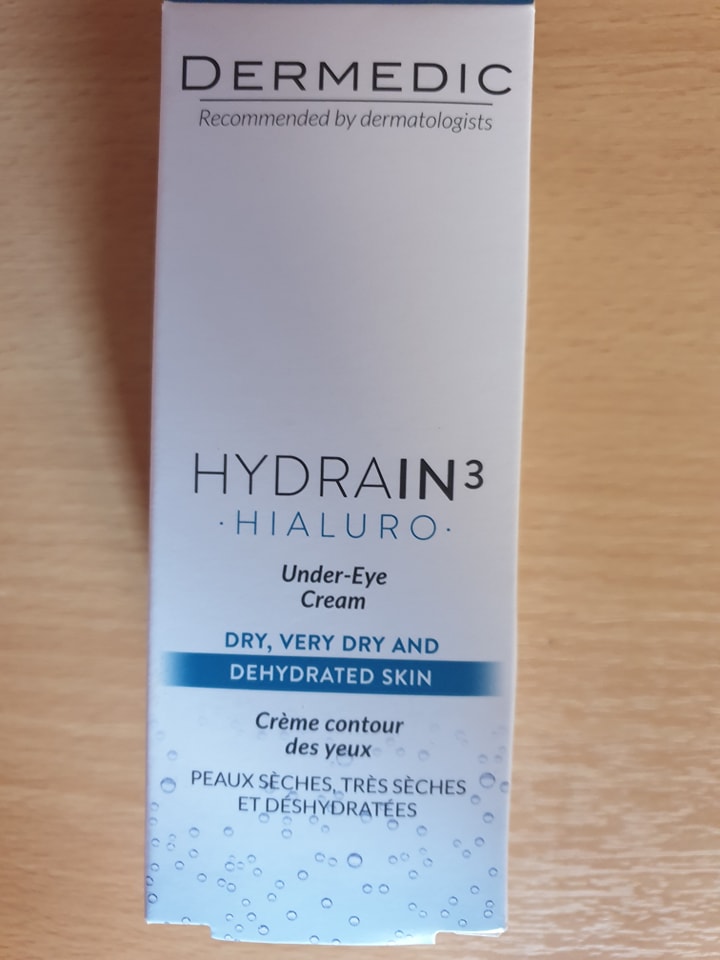 DERMEDIC
Recommended by dermatologists
HYDRAIN3
·HIALURO·
Under-Eye
Cream
DRY, VERY DRY AND
DEHYDRATED SKIN
Crème contour
des yeux
PEAUX SÈCHES, TRÈS SÈCHES
ET DÉSHYDRATÉES